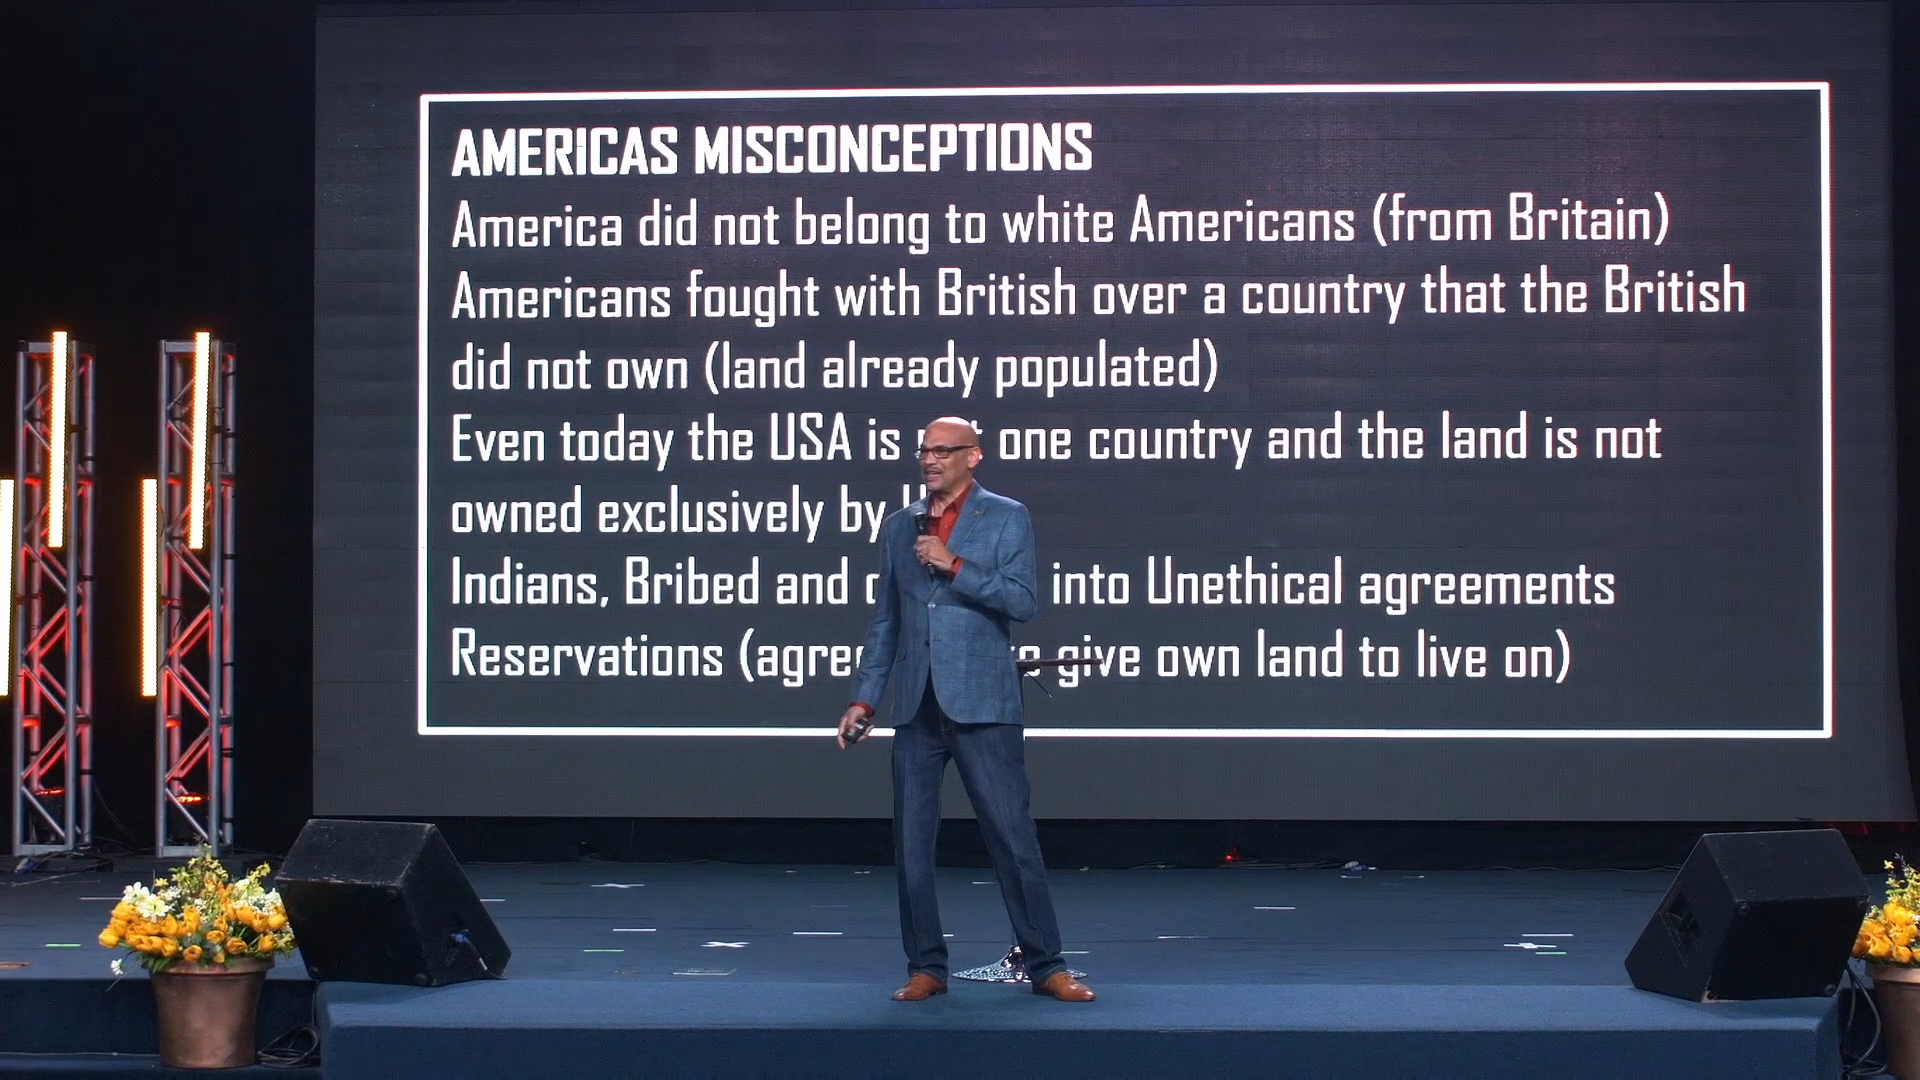 AMERICAS MISCONCEPTIONS
America did not belong to white Americans (from Britain)
Americans fought with British over a country that the British
did not own (land already populated)
Even today the USA is one country and the land is not
owned exclusively by
Indians, Bribed and into Unethical agreements
Reservations give own land to live on)